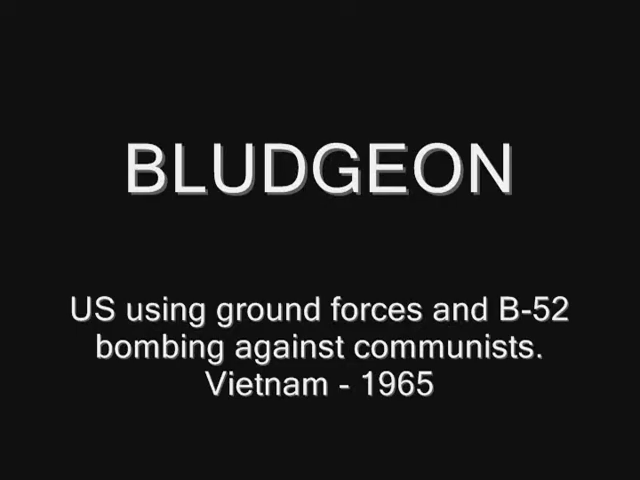 BLUDGEON
US using ground forces and B-52
bombing against communists.
Vietnam - 1965